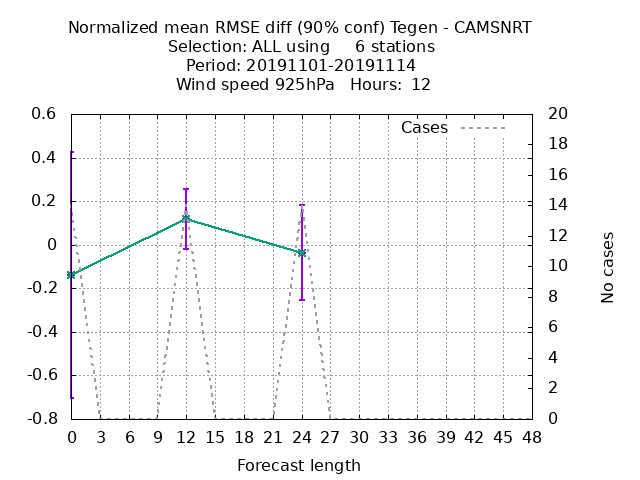 Normalized mean RMSE diff (90% conf) Tegen - CAMSNRT
Selection: ALL using 6 stations
Period: 20191101-20191114
Wind speed 925hPa Hours: 12
Cases
0.6
0.4
0.2
0
-0.2
-0.4
-0.6
-0.8
20
18
16
14
12
10
8
6
4
2
0
No cases
0 3 6 9 12 15 18 21 24 27 30 33 36 39 42 45 48
Forecast length